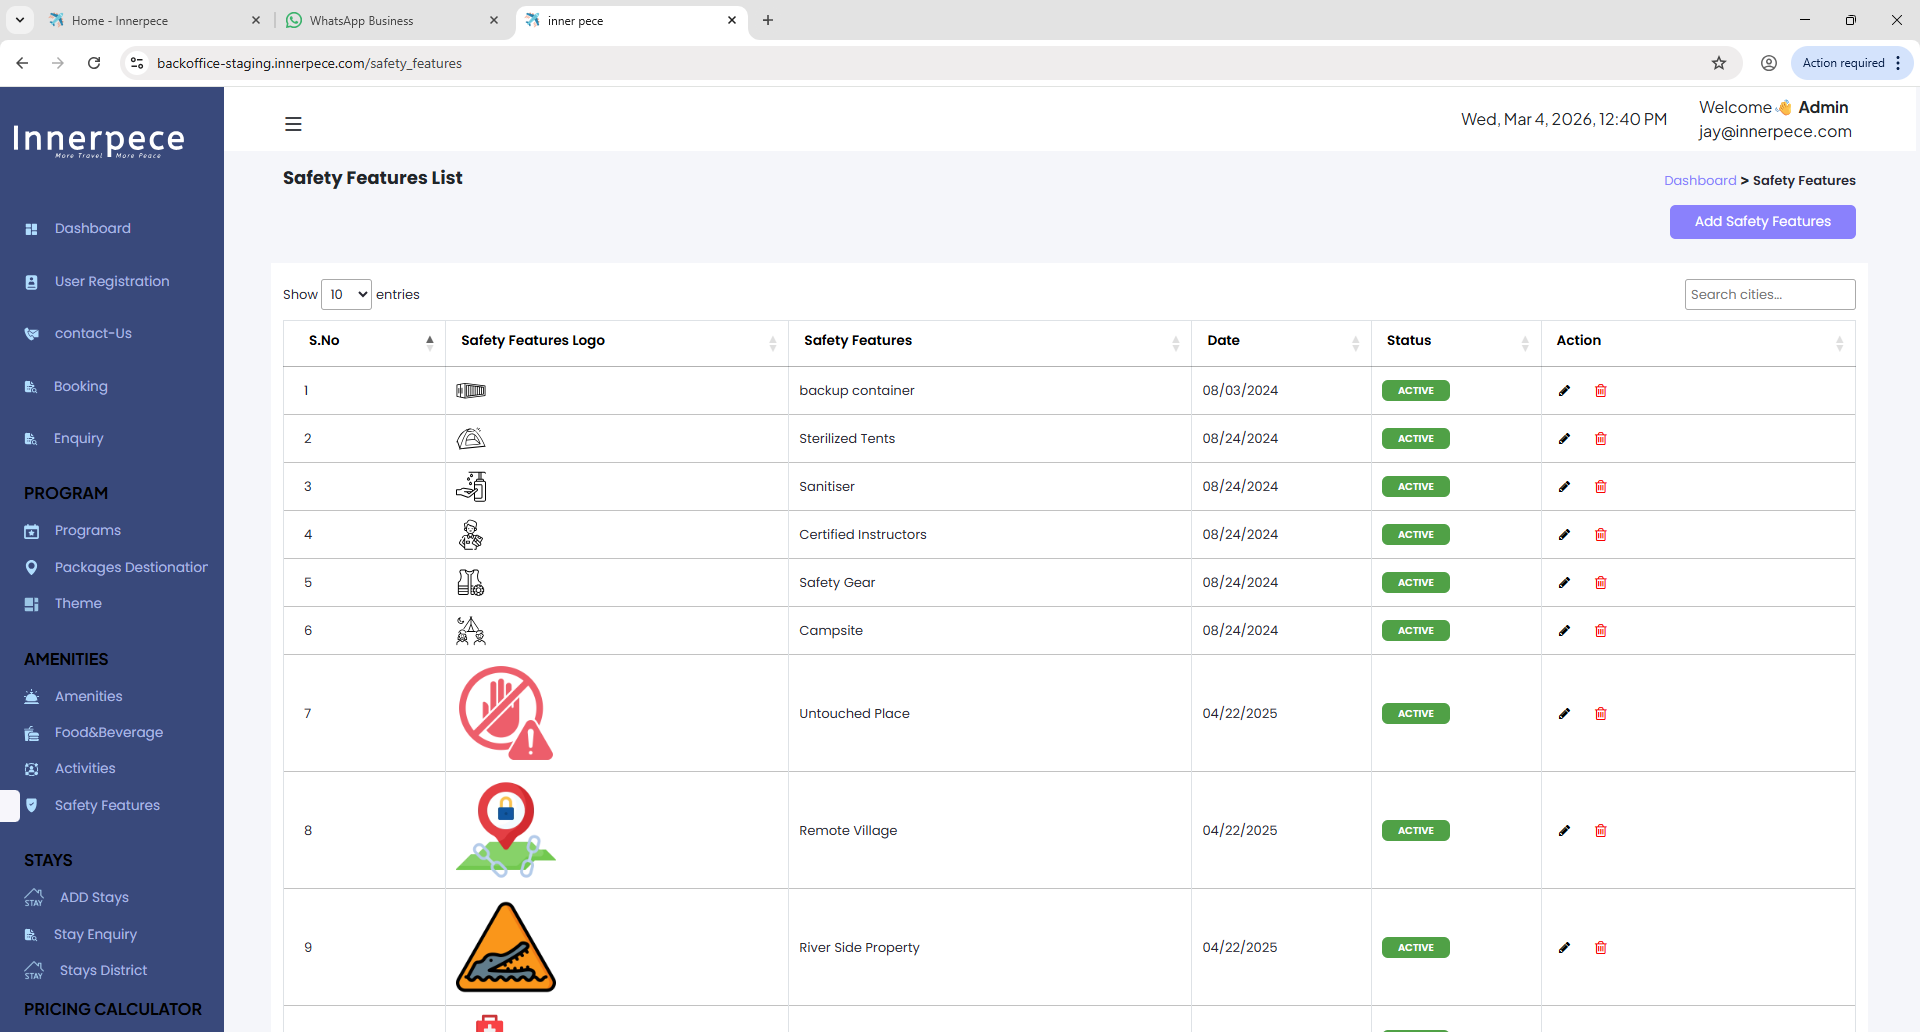 Home - Innerpece
WhatsApp Business
inner pece
backoffice-staging.innerpece.com/safety_features
Action required
Innerpece
More Travel More Peace
Wed, Mar 4, 2026, 12:40 PM
Welcome 👋 Admin
jay@innerpece.com
Dashboard
User Registration
contact-Us
Booking
Enquiry
PROGRAM
Programs
Packages Destionation
Theme
AMENITIES
Amenities
Food&Beverage
Activities
Safety Features
STAYS
STAY ADD Stays
Stay Enquiry
STAY Stays District
PRICING CALCULATOR
Safety Features List
Dashboard > Safety Features
Add Safety Features
Show 10 entries
Search cities...
S.No Safety Features Logo Safety Features Date Status Action
1 backup container 08/03/2024 ACTIVE
2 Sterilized Tents 08/24/2024 ACTIVE
3 Sanitiser 08/24/2024 ACTIVE
4 Certified Instructors 08/24/2024 ACTIVE
5 Safety Gear 08/24/2024 ACTIVE
6 Campsite 08/24/2024 ACTIVE
7 Untouched Place 04/22/2025 ACTIVE
8 Remote Village 04/22/2025 ACTIVE
9 River Side Property 04/22/2025 ACTIVE